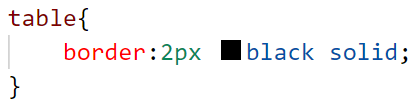 table{
    border:2px black solid;
}